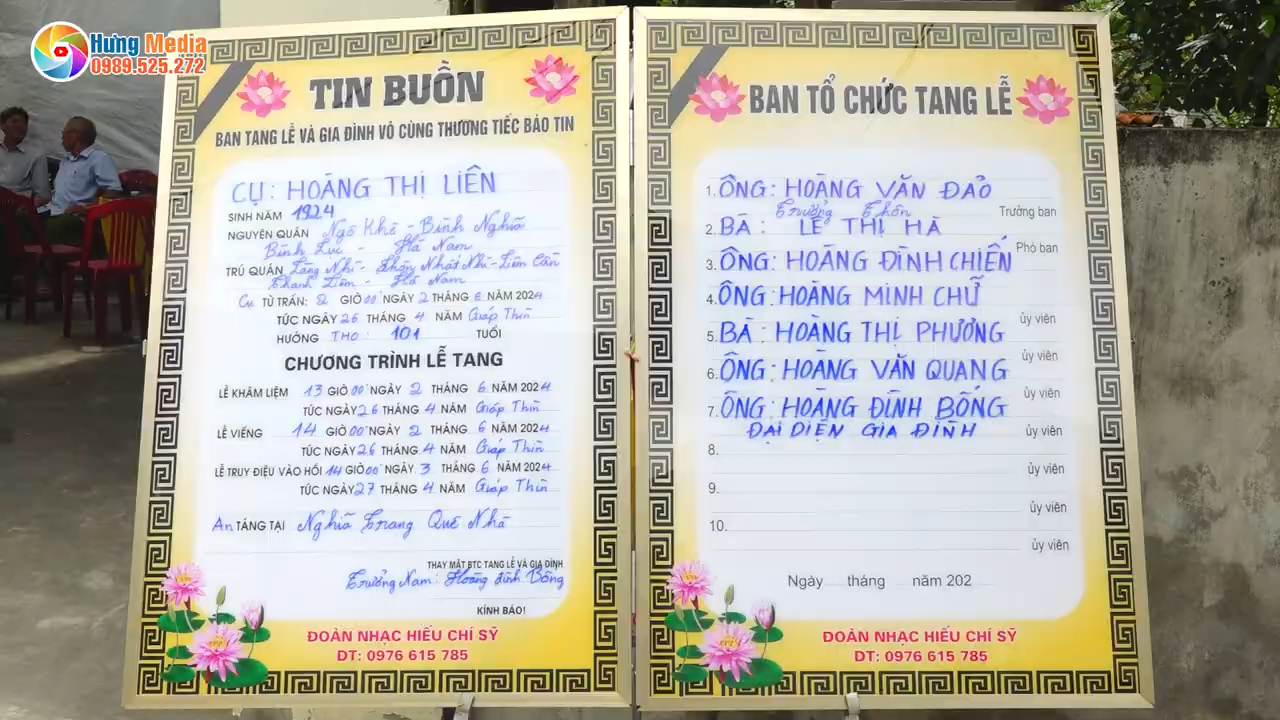 Hưng Media
0989.525.272
TIN BUỒN
BAN TANG LỄ VÀ GIA ĐÌNH VÔ CÙNG THƯƠNG TIẾC BÁO TIN
CỤ: HOÀNG THỊ LIÊN
SINH NĂM 1924
NGUYÊN QUÁN Ngô Khê - Bình Nghĩa
Bình Lục - Hà Nam
TRÚ QUÁN Làng Nhĩ - Thôn Nhất Nhì - Liêm Cần
Thanh Liêm - Hà Nam
Cụ TỪ TRẦN: 2 GIỜ 00' NGÀY 2 THÁNG 6 NĂM 2024
TỨC NGÀY 26 THÁNG 4 NĂM Giáp Thìn
HƯỞNG THỌ: 101 TUỔI
CHƯƠNG TRÌNH LỄ TANG
LỄ KHÂM LIỆM 13 GIỜ 00' NGÀY 2 THÁNG 6 NĂM 2024
TỨC NGÀY 26 THÁNG 4 NĂM Giáp Thìn
LỄ VIẾNG 14 GIỜ 00' NGÀY 2 THÁNG 6 NĂM 2024
TỨC NGÀY 26 THÁNG 4 NĂM Giáp Thìn
LỄ TRUY ĐIỆU VÀO HỒI 14 GIỜ 00' NGÀY 3 THÁNG 6 NĂM 2024
TỨC NGÀY 27 THÁNG 4 NĂM Giáp Thìn
An TÁNG TẠI Nghĩa Trang Quê Nhà
THAY MẶT BTC TANG LỄ VÀ GIA ĐÌNH
Trưởng Nam: Hoàng Đình Bổng
KÍNH BÁO!
ĐOÀN NHẠC HIẾU CHÍ SỸ
DT: 0976 615 785
BAN TỔ CHỨC TANG LỄ
1. ÔNG: HOÀNG VĂN ĐẢO
Trưởng Thôn Trưởng ban
2. BÀ: LÊ THỊ HÀ
Phó ban
3. ÔNG: HOÀNG ĐÌNH CHIẾN
4. ÔNG: HOÀNG MINH CHỮ
ủy viên
5. BÀ: HOÀNG THỊ PHƯƠNG
ủy viên
6. ÔNG: HOÀNG VĂN QUANG
ủy viên
7. ÔNG: HOÀNG ĐÌNH BỔNG
ĐẠI DIỆN GIA ĐÌNH ủy viên
8.
ủy viên
9.
ủy viên
10.
ủy viên
Ngày tháng năm 202
ĐOÀN NHẠC HIẾU CHÍ SỸ
DT: 0976 615 785